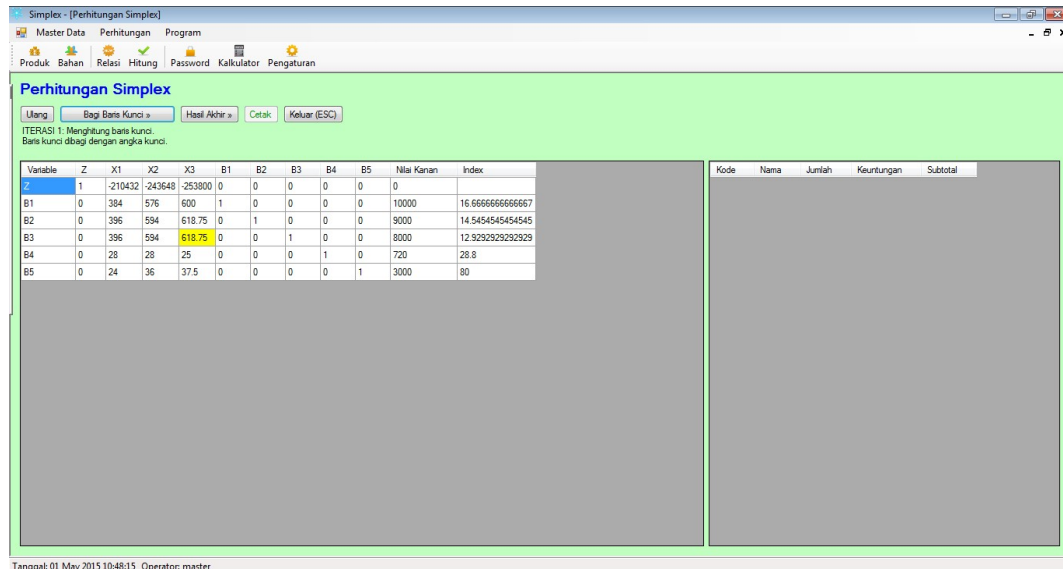 Simplex - [Perhitungan Simplex]
Master Data Perhitungan Program
Produk Bahan Relasi Hitung Password Kalkulator Pengaturan
Perhitungan Simplex
Ulang Bagi Baris Kunci » Hasil Akhir » Cetak Keluar (ESC)
ITERASI 1: Menghitung baris kunci.
Baris kunci dibagi dengan angka kunci.
Variable Z X1 X2 X3 B1 B2 B3 B4 B5 Nilai Kanan Index
Z 1 -210432 -243648 -253800 0 0 0 0 0 0
B1 0 384 576 600 1 0 0 0 0 10000 16.6666666666667
B2 0 396 594 618.75 0 1 0 0 0 9000 14.5454545454545
B3 0 396 594 618.75 0 0 1 0 0 8000 12.9292929292929
B4 0 28 28 25 0 0 0 1 0 720 28.8
B5 0 24 36 37.5 0 0 0 0 1 3000 80
Kode Nama Jumlah Keuntungan Subtotal
Tanggal: 01 May 2015 10:48:15 Operator: master